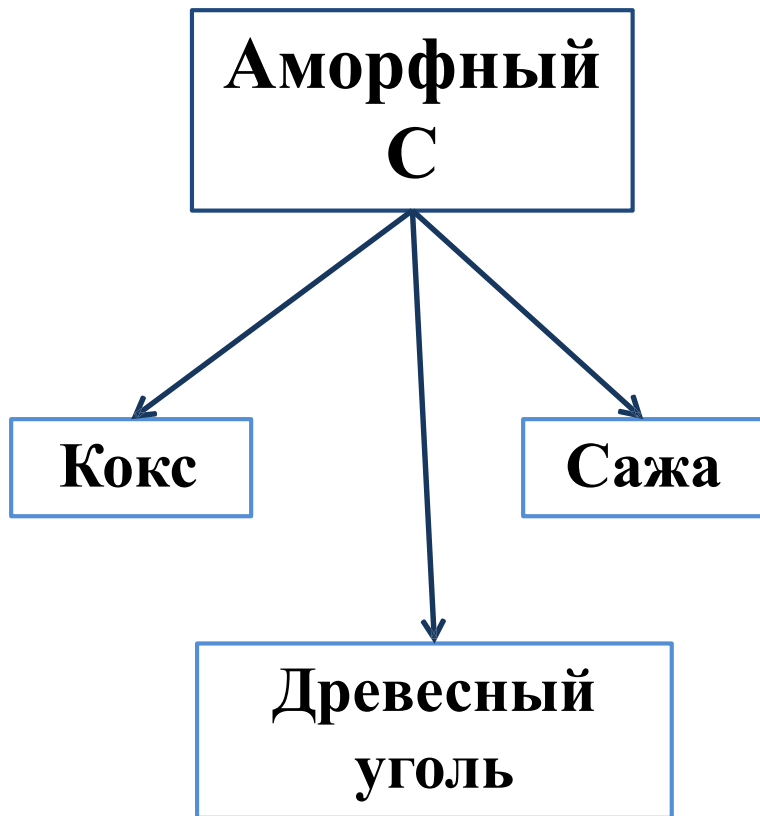 Аморфный
С
Кокс
Сажа
Древесный
уголь